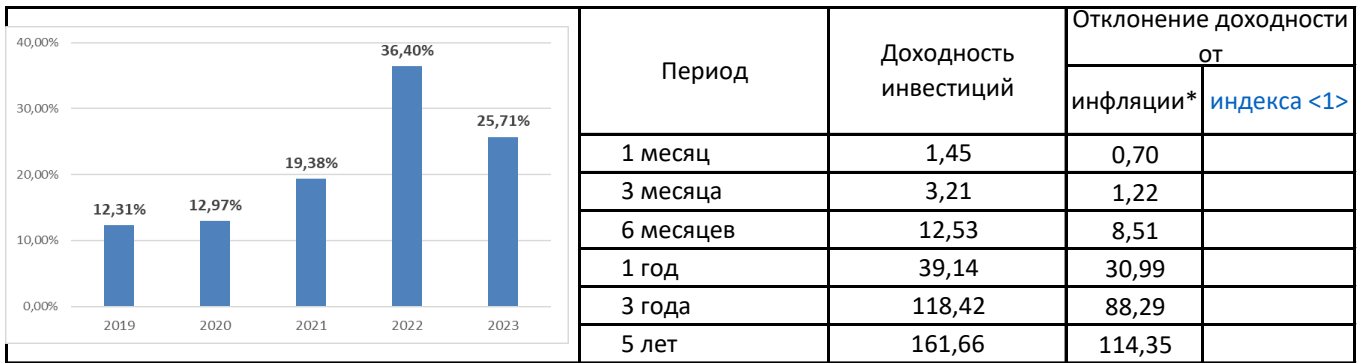 40,00%
30,00%
20,00%
10,00%
0,00%
12,31%
12,97%
19,38%
36,40%
25,71%
2019 2020 2021 2022 2023
Период
Доходность
инвестиций
Отклонение доходности
от
инфляции* индекса <1>
1 месяц 1,45 0,70
3 месяца 3,21 1,22
6 месяцев 12,53 8,51
1 год 39,14 30,99
3 года 118,42 88,29
5 лет 161,66 114,35